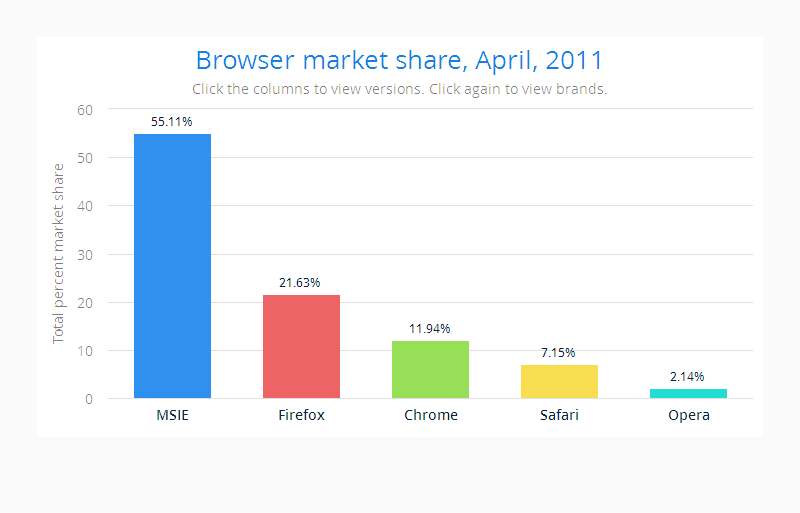 Browser market share, April, 2011
Click the columns to view versions. Click again to view brands.
Total percent market share
60
50
40
30
20
10
0
55.11%
21.63%
11.94%
7.15%
2.14%
MSIE
Firefox
Chrome
Safari
Opera